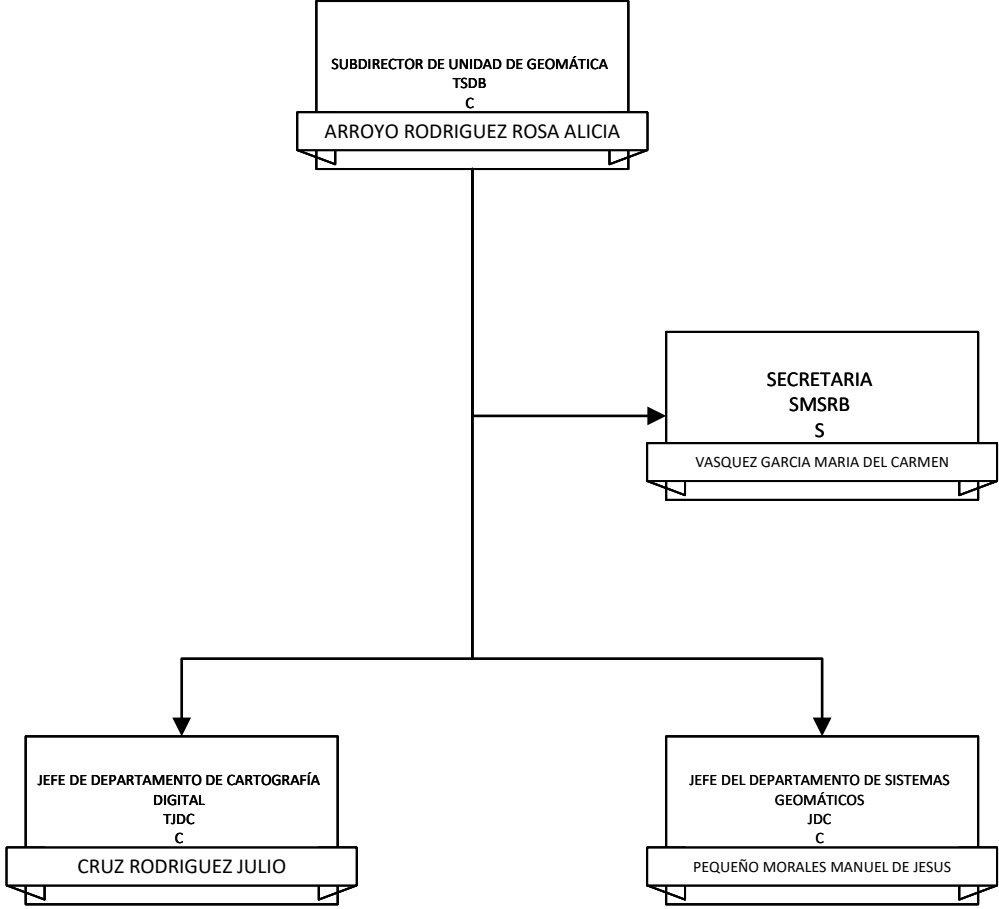 SUBDIRECTOR DE UNIDAD DE GEOMÁTICA
TSDB
C
ARROYO RODRIGUEZ ROSA ALICIA
SECRETARIA
SMSRB
S
VASQUEZ GARCIA MARIA DEL CARMEN
JEFE DE DEPARTAMENTO DE CARTOGRAFÍA
DIGITAL
TJDC
C
CRUZ RODRIGUEZ JULIO
JEFE DEL DEPARTAMENTO DE SISTEMAS
GEOMÁTICOS
JDC
C
PEQUEÑO MORALES MANUEL DE JESUS